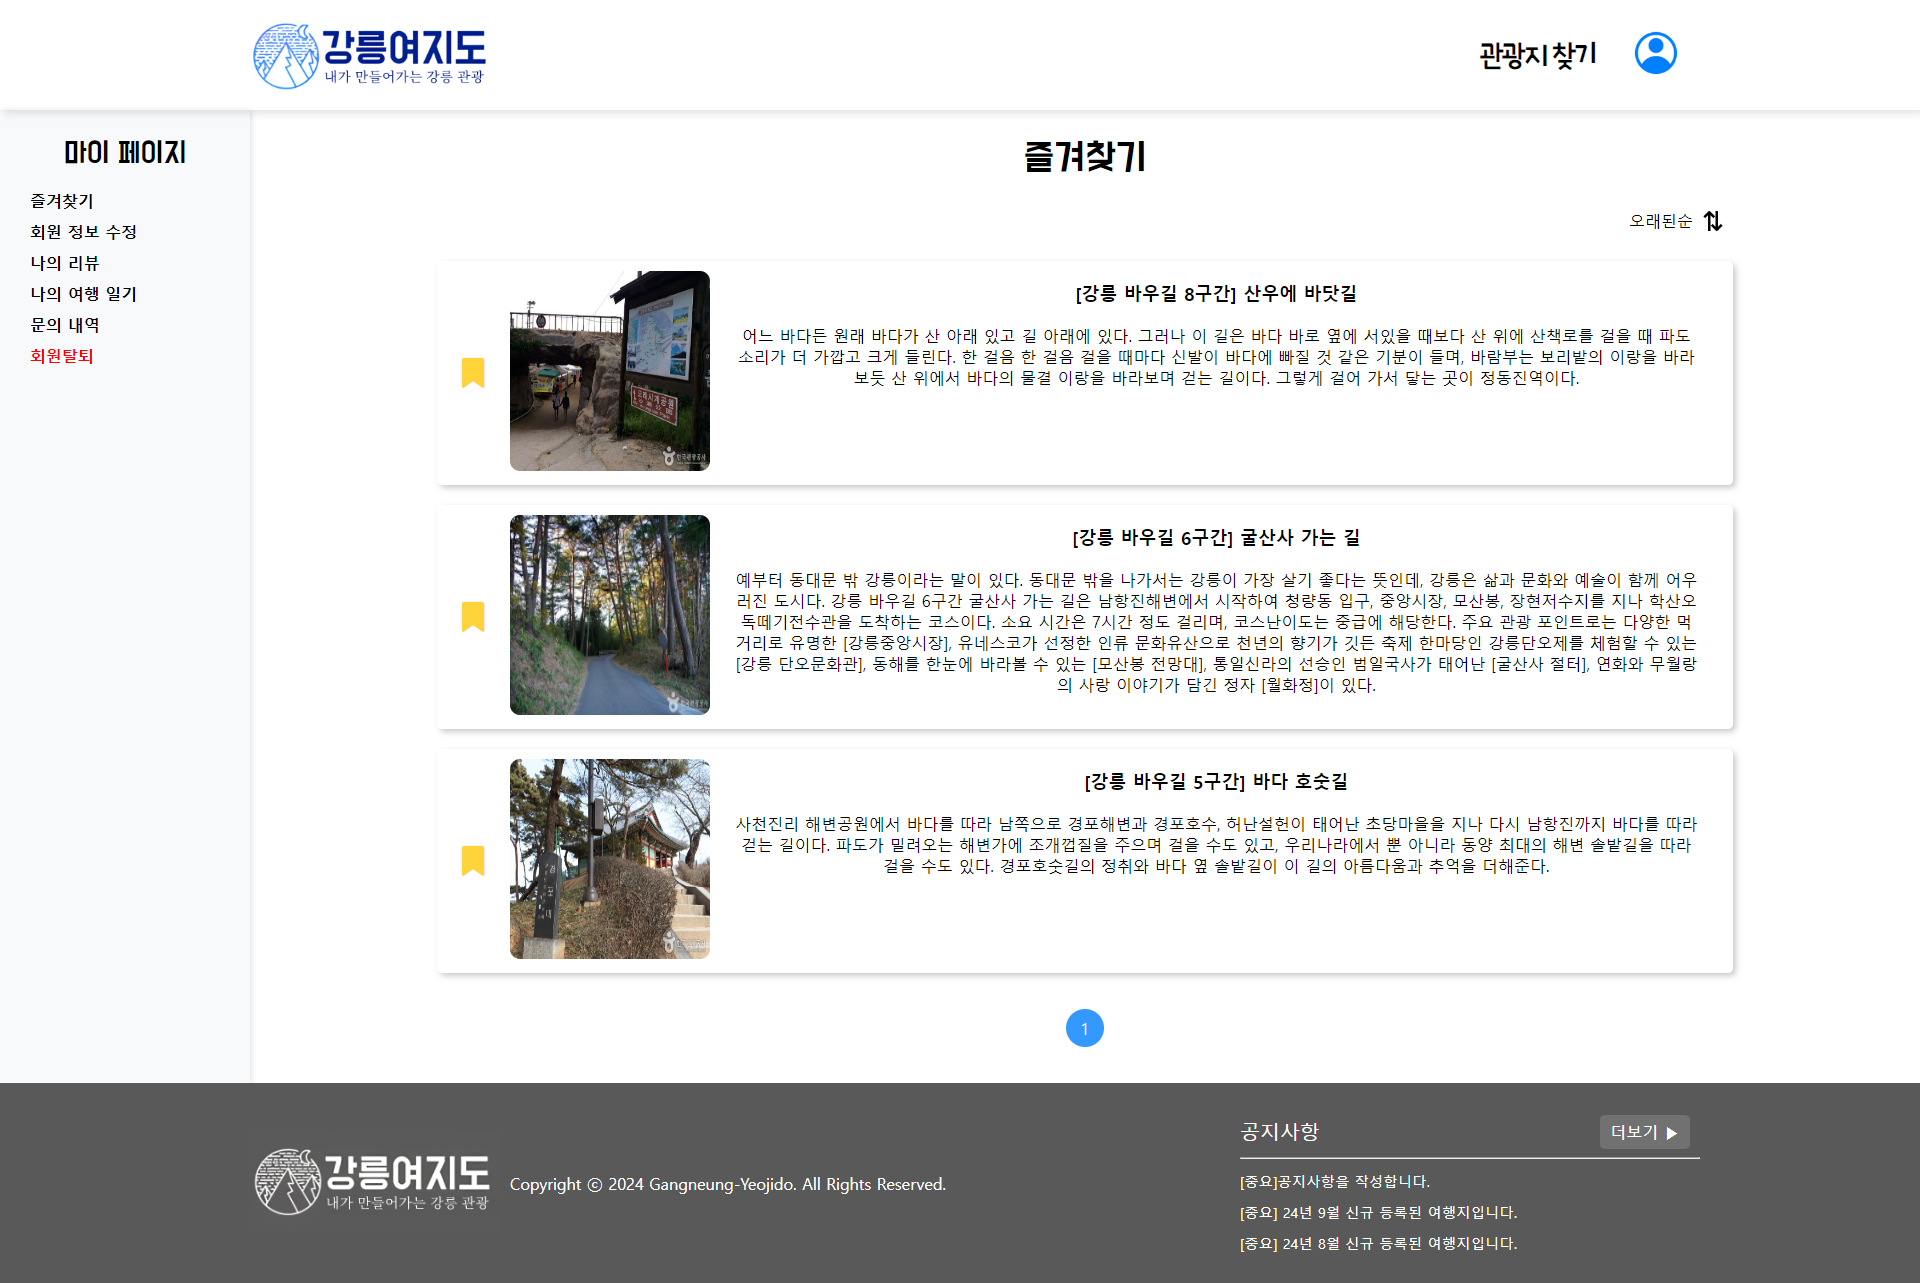 강릉여지도
내가 만들어가는 강릉 관광
관광지 찾기
마이 페이지
즐겨찾기
회원 정보 수정
나의 리뷰
나의 여행 일기
문의 내역
회원탈퇴
즐겨찾기
오래된순
[강릉 바우길 8구간] 산우에 바닷길
어느 바다든 원래 바다가 산 아래 있고 길 아래에 있다. 그러나 이 길은 바다 바로 옆에 서있을 때보다 산 위에 산책로를 걸을 때 파도
소리가 더 가깝고 크게 들린다. 한 걸음 한 걸음 걸을 때마다 신발이 바다에 빠질 것 같은 기분이 들며, 바람부는 보리밭의 이랑을 바라
보듯 산 위에서 바다의 물결 이랑을 바라보며 걷는 길이다. 그렇게 걸어 가서 닿는 곳이 정동진역이다.
모래시계공원
한국관광공사
[강릉 바우길 6구간] 굴산사 가는 길
예부터 동대문 밖 강릉이라는 말이 있다. 동대문 밖을 나가서는 강릉이 가장 살기 좋다는 뜻인데, 강릉은 삶과 문화와 예술이 함께 어우
러진 도시다. 강릉 바우길 6구간 굴산사 가는 길은 남항진해변에서 시작하여 청량동 입구, 중앙시장, 모산봉, 장현저수지를 지나 학산오
독떼기전수관을 도착하는 코스이다. 소요 시간은 7시간 정도 걸리며, 코스난이도는 중급에 해당한다. 주요 관광 포인트로는 다양한 먹
거리로 유명한 [강릉중앙시장], 유네스코가 선정한 인류 문화유산으로 천년의 향기가 깃든 축제 한마당인 강릉단오제를 체험할 수 있는
[강릉 단오문화관], 동해를 한눈에 바라볼 수 있는 [모산봉 전망대], 통일신라의 선승인 범일국사가 태어난 [굴산사 절터], 연화와 무월랑
의 사랑 이야기가 담긴 정자 [월화정]이 있다.
한국관광공사
[강릉 바우길 5구간] 바다 호숫길
사천진리 해변공원에서 바다를 따라 남쪽으로 경포해변과 경포호수, 허난설헌이 태어난 초당마을을 지나 다시 남항진까지 바다를 따라
걷는 길이다. 파도가 밀려오는 해변가에 조개껍질을 주으며 걸을 수도 있고, 우리나라에서 뿐 아니라 동양 최대의 해변 솔밭길을 따라
걸을 수도 있다. 경포호숫길의 정취와 바다 옆 솔밭길이 이 길의 아름다움과 추억을 더해준다.
경포대
1
강릉여지도
내가 만들어가는 강릉 관광
Copyright ⓒ 2024 Gangneung-Yeojido. All Rights Reserved.
공지사항
더보기 ▶
[중요]공지사항을 작성합니다.
[중요] 24년 9월 신규 등록된 여행지입니다.
[중요] 24년 8월 신규 등록된 여행지입니다.